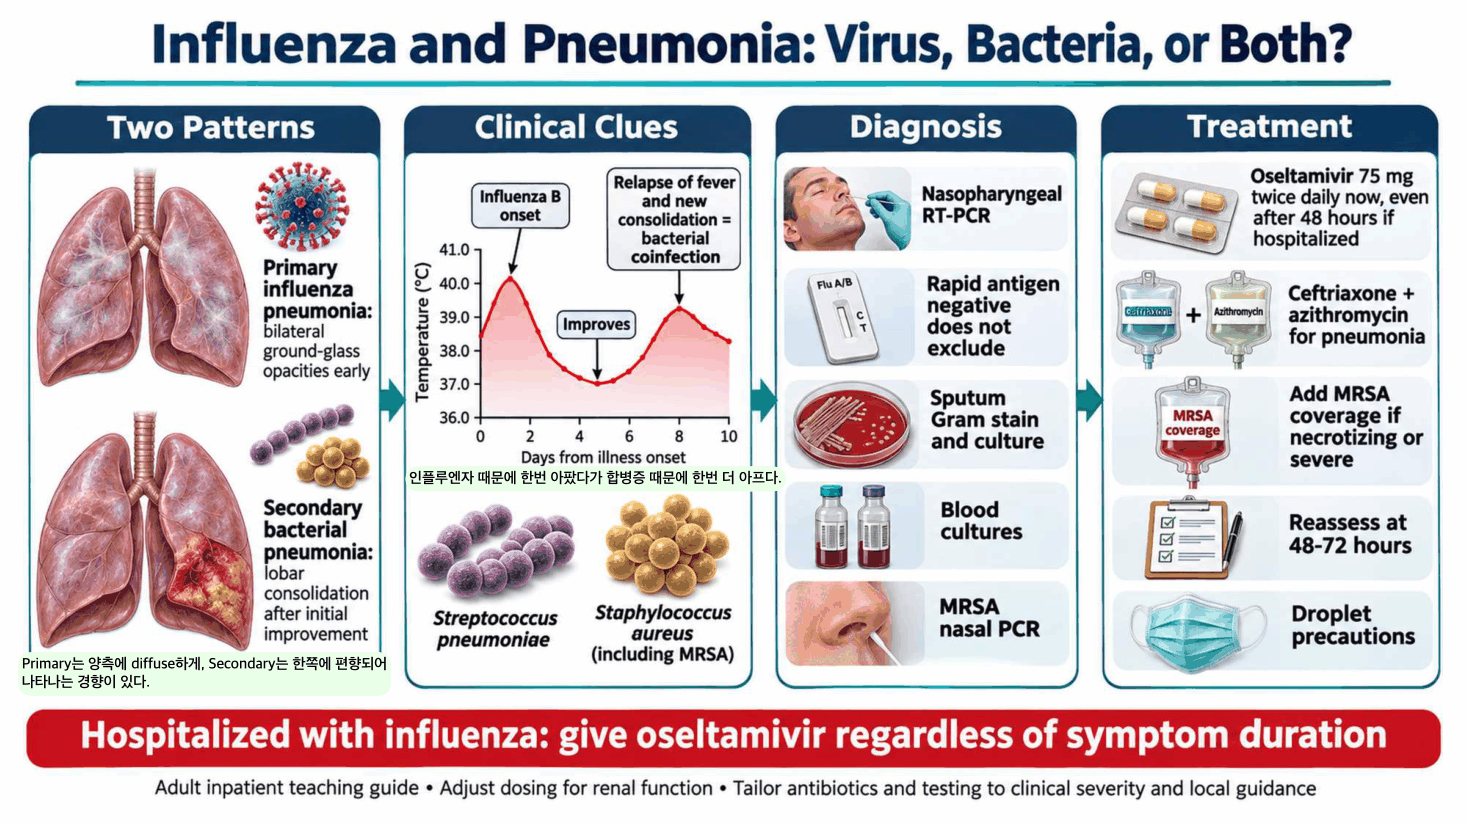 Influenza and Pneumonia: Virus, Bacteria, or Both?
Two Patterns
Primary
influenza
pneumonia:
bilateral
ground-glass
opacities early
Secondary
bacterial
pneumonia:
lobar
consolidation
after initial
improvement
Primary는 양측에 diffuse하게, Secondary는 한쪽에 편향되어
나타나는 경향이 있다.
Clinical Clues
Influenza B
onset
Relapse of fever
and new
consolidation =
bacterial
coinfection
Improves
Temperature (°C)
41.0
40.0
39.0
38.0
37.0
36.0
0
2
4
6
8
10
Days from illness onset
인플루엔자 때문에 한번 아팠다가 합병증 때문에 한번 더 아프다.
Streptococcus
pneumoniae
Staphylococcus
aureus
(including MRSA)
Diagnosis
Nasopharyngeal
RT-PCR
Flu A/B
C
T
Rapid antigen
negative
does not
exclude
Sputum
Gram stain
and culture
Blood
cultures
MRSA
nasal PCR
Treatment
Oseltamivir 75 mg
twice daily now, even
after 48 hours if
hospitalized
Ceftriaxone
+
Azithromycin
Ceftriaxone +
azithromycin
for pneumonia
MRSA
coverage
Add MRSA
coverage if
necrotizing or
severe
Reassess at
48-72 hours
Droplet
precautions
Hospitalized with influenza: give oseltamivir regardless of symptom duration
Adult inpatient teaching guide • Adjust dosing for renal function • Tailor antibiotics and testing to clinical severity and local guidance